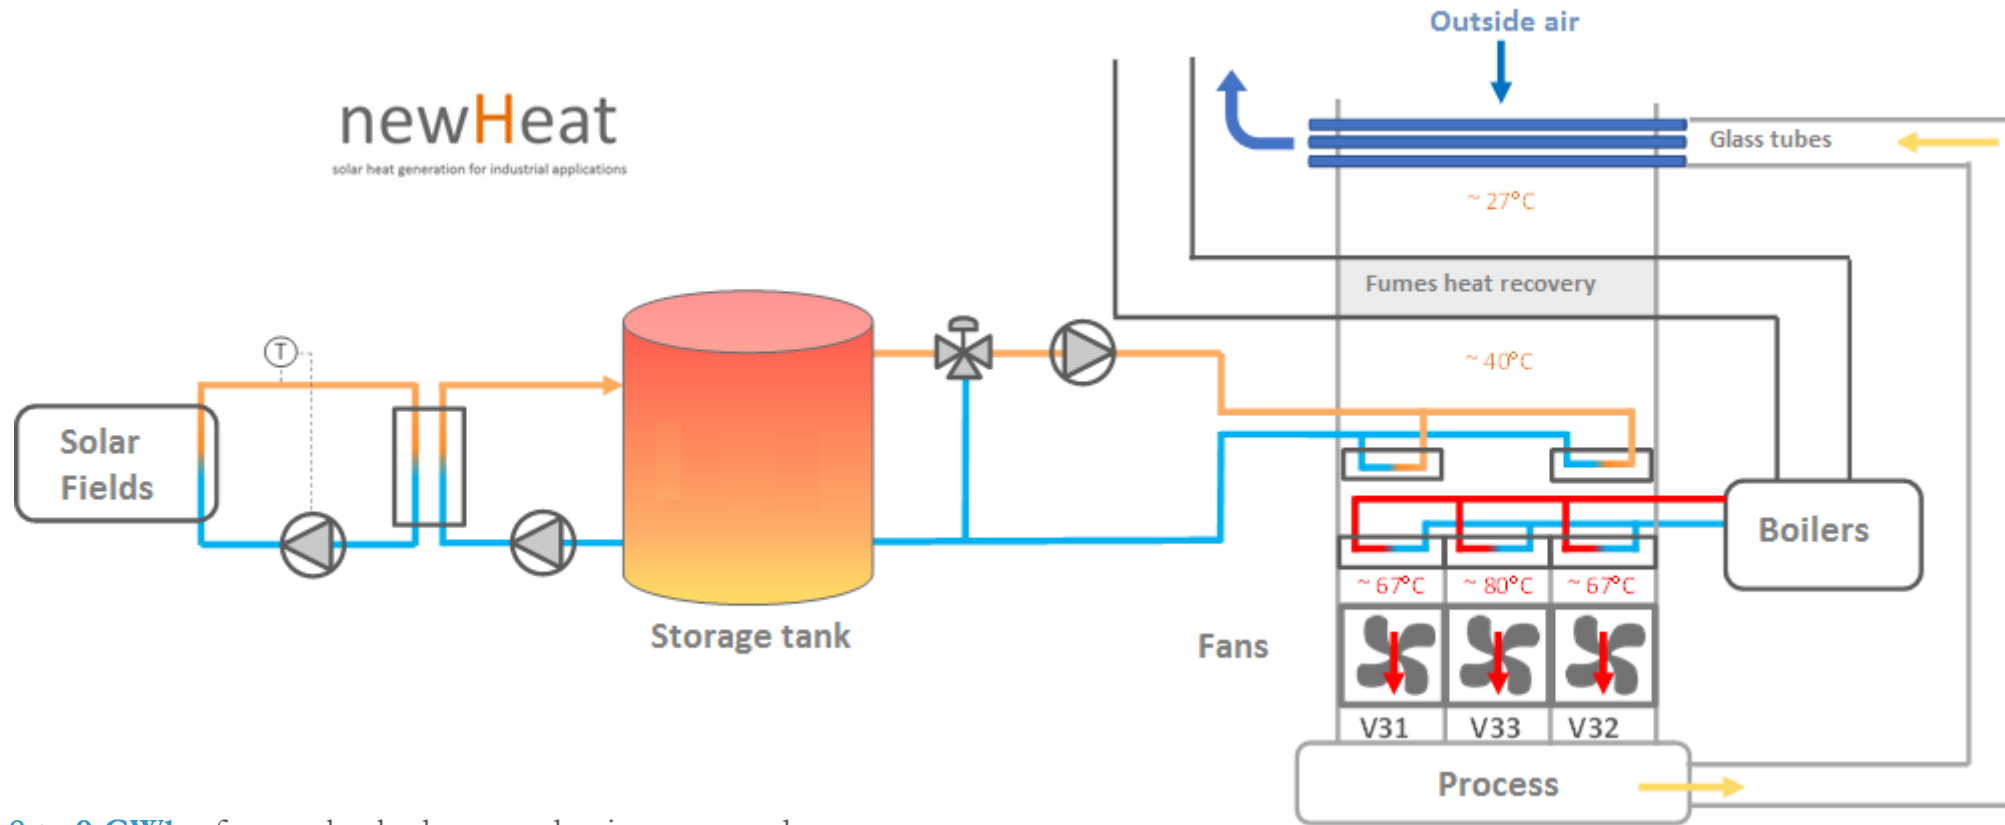 Outside air
newHeat
solar heat generation for industrial applications
Glass tubes
~ 27°C
Fumes heat recovery
T
~ 40°C
Solar
Fields
Boilers
~ 67°C ~ 80°C ~ 67°C
Storage tank
Fans
V31 V33 V32
Process